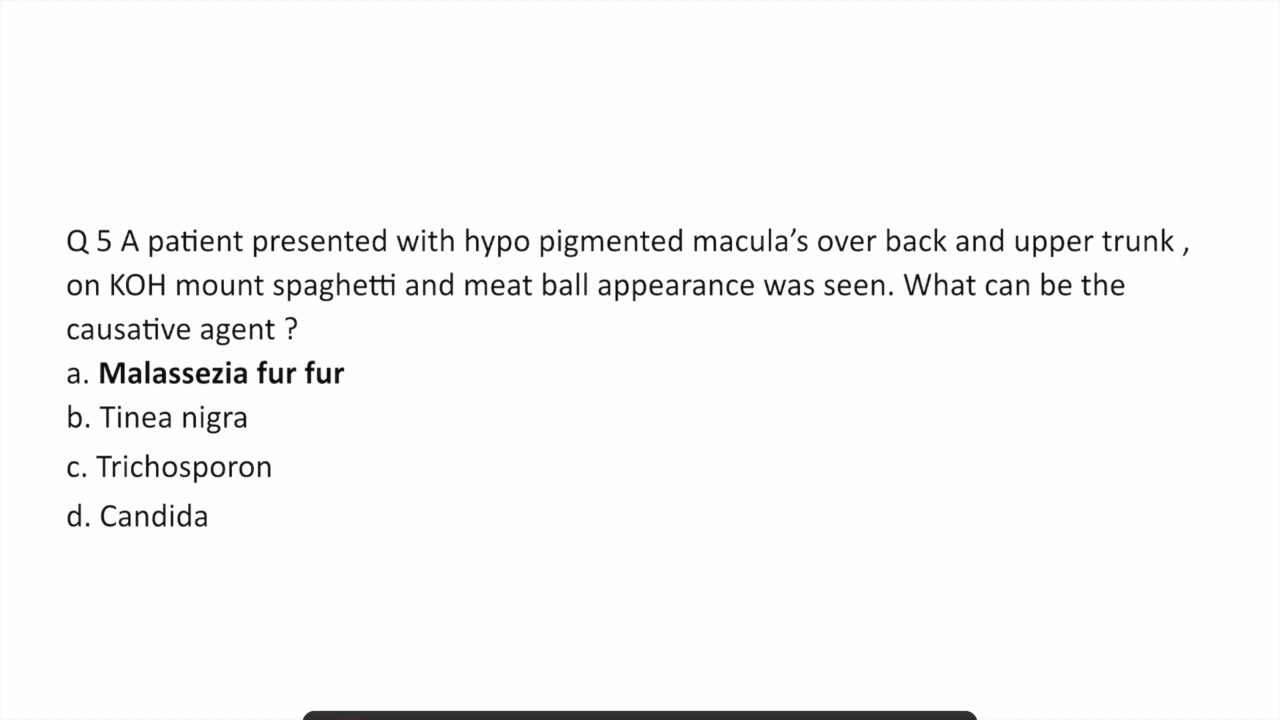 Q 5 A patient presented with hypo pigmented macula’s over back and upper trunk ,
on KOH mount spaghetti and meat ball appearance was seen. What can be the
causative agent ?
a. Malassezia fur fur
b. Tinea nigra
c. Trichosporon
d. Candida